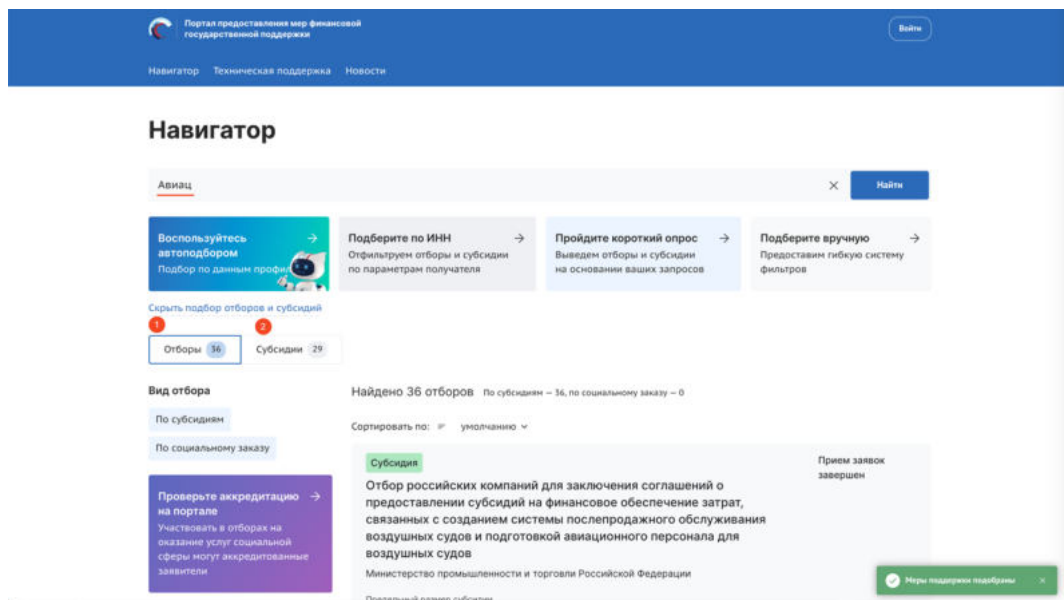 Портал предоставления мер финансовой
государственной поддержки
Войти
Навигатор Техническая поддержка Новости
Навигатор
Авиац
Найти
Воспользуйтесь
автоподбором
Подбор по данным профил
Подберите по ИНН
Отфильтруем отборы и субсидии
по параметрам получателя
Пройдите короткий опрос
Выведем отборы и субсидии
на основании ваших запросов
Подберите вручную
Предоставим гибкую систему
фильтров
Скрыть подбор отборов и субсидий
1 2
Отборы 36 Субсидии 29
Вид отбора
По субсидиям
По социальному заказу
Проверьте аккредитацию
на портале
Участвовать в отборах на
оказание услуг социальной
сферы могут аккредитованные
заявители
Найдено 36 отборов По субсидиям – 36, по социальному заказу – 0
Сортировать по: умолчанию
Субсидия
Прием заявок
завершен
Отбор российских компаний для заключения соглашений о
предоставлении субсидий на финансовое обеспечение затрат,
связанных с созданием системы послепродажного обслуживания
воздушных судов и подготовкой авиационного персонала для
воздушных судов
Министерство промышленности и торговли Российской Федерации
Меры поддержки подобраны